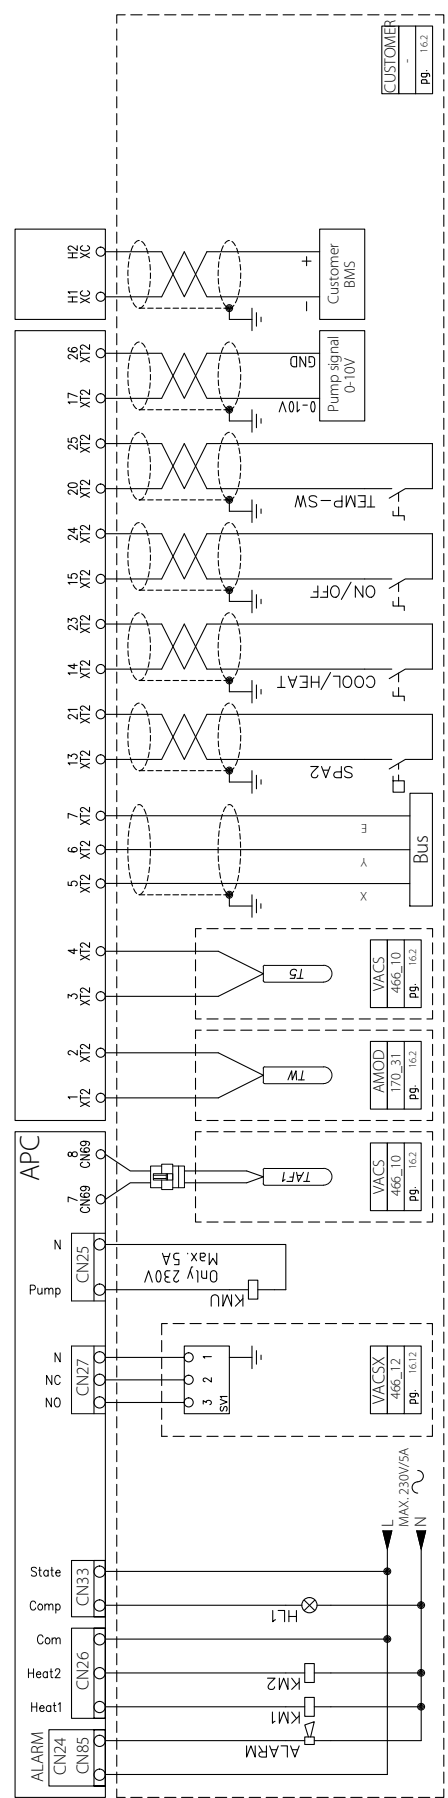 CUSTOMER
-
pg. 16.2
H2
XC
H1
XC
+
-
Customer
BMS
26
XT2
17
XT2
GND
0-10V
Pump signal
0-10V
25
XT2
20
XT2
TEMP-SW
24
XT2
15
XT2
ON/OFF
23
XT2
14
XT2
COOL/HEAT
21
XT2
13
XT2
SPA2
7
XT2
6
XT2
5
XT2
E
Y
X
Bus
4
XT2
3
XT2
T5
VACS
466_10
pg. 16.2
2
XT2
1
XT2
TW
AMOD
170_31
pg. 16.2
APC
8
CN69
7
CN69
TAF1
VACS
466_10
pg. 16.2
N
Pump
CN25
Only 230V
Max. 5A
KMU
N
NC
NO
CN27
1
2
3
SV1
VACSX
466_12
pg. 16.12
MAX. 230V/5A
L
N
State
Comp
CN33
HL1
Com
Heat2
Heat1
CN26
KM2
KM1
ALARM
CN24
CN85
ALARM